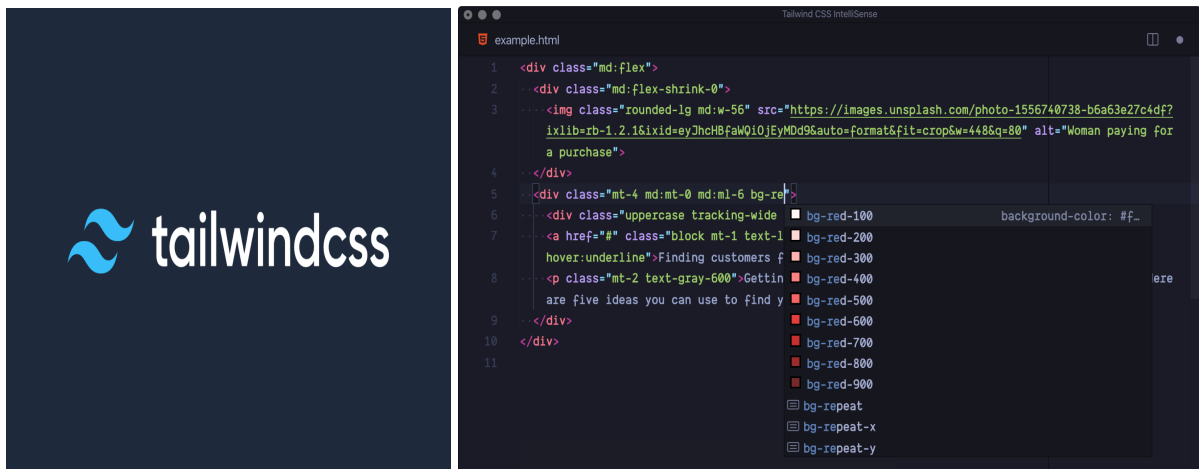 tailwindcss
Tailwind CSS IntelliSense
example.html
1 <div class="md:flex">
2 <div class="md:flex-shrink-0">
3 <img class="rounded-lg md:w-56" src="https://images.unsplash.com/photo-1556740738-b6a63e27c4df?
ixlib=rb-1.2.1&ixid=eyJhcHBfaWQiOjEyMDd9&auto=format&fit=crop&w=448&q=80" alt="Woman paying for
a purchase">
4 </div>
5 <div class="mt-4 md:mt-0 md:ml-6 bg-re">
6 <div class="uppercase tracking-wide
7 <a href="#" class="block mt-1 text-l
hover:underline">Finding customers f
8 <p class="mt-2 text-gray-600">Gettin ere
are five ideas you can use to find y
9 </div>
10 </div>
11
bg-red-100 background-color: #f…
bg-red-200
bg-red-300
bg-red-400
bg-red-500
bg-red-600
bg-red-700
bg-red-800
bg-red-900
bg-repeat
bg-repeat-x
bg-repeat-y